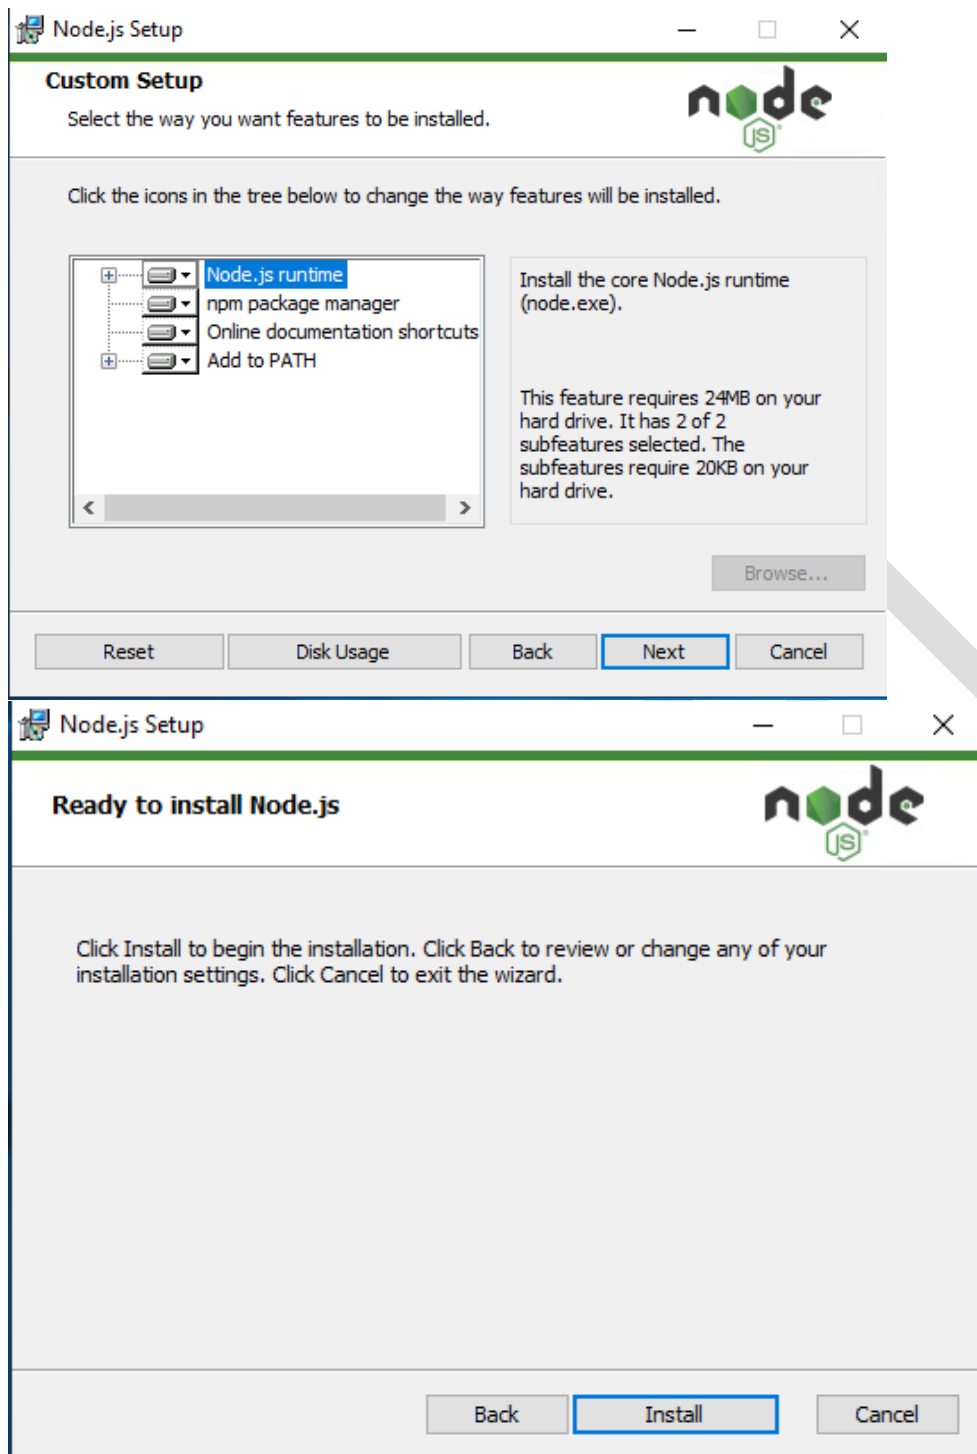 Node.js Setup
Custom Setup
Select the way you want features to be installed.
node
JS
Click the icons in the tree below to change the way features will be installed.
Node.js runtime
npm package manager
Online documentation shortcuts
Add to PATH
Install the core Node.js runtime
(node.exe).
This feature requires 24MB on your
hard drive. It has 2 of 2
subfeatures selected. The
subfeatures require 20KB on your
hard drive.
Browse...
Reset
Disk Usage
Back
Next
Cancel
Node.js Setup
Ready to install Node.js
node
JS
Click Install to begin the installation. Click Back to review or change any of your
installation settings. Click Cancel to exit the wizard.
Back
Install
Cancel